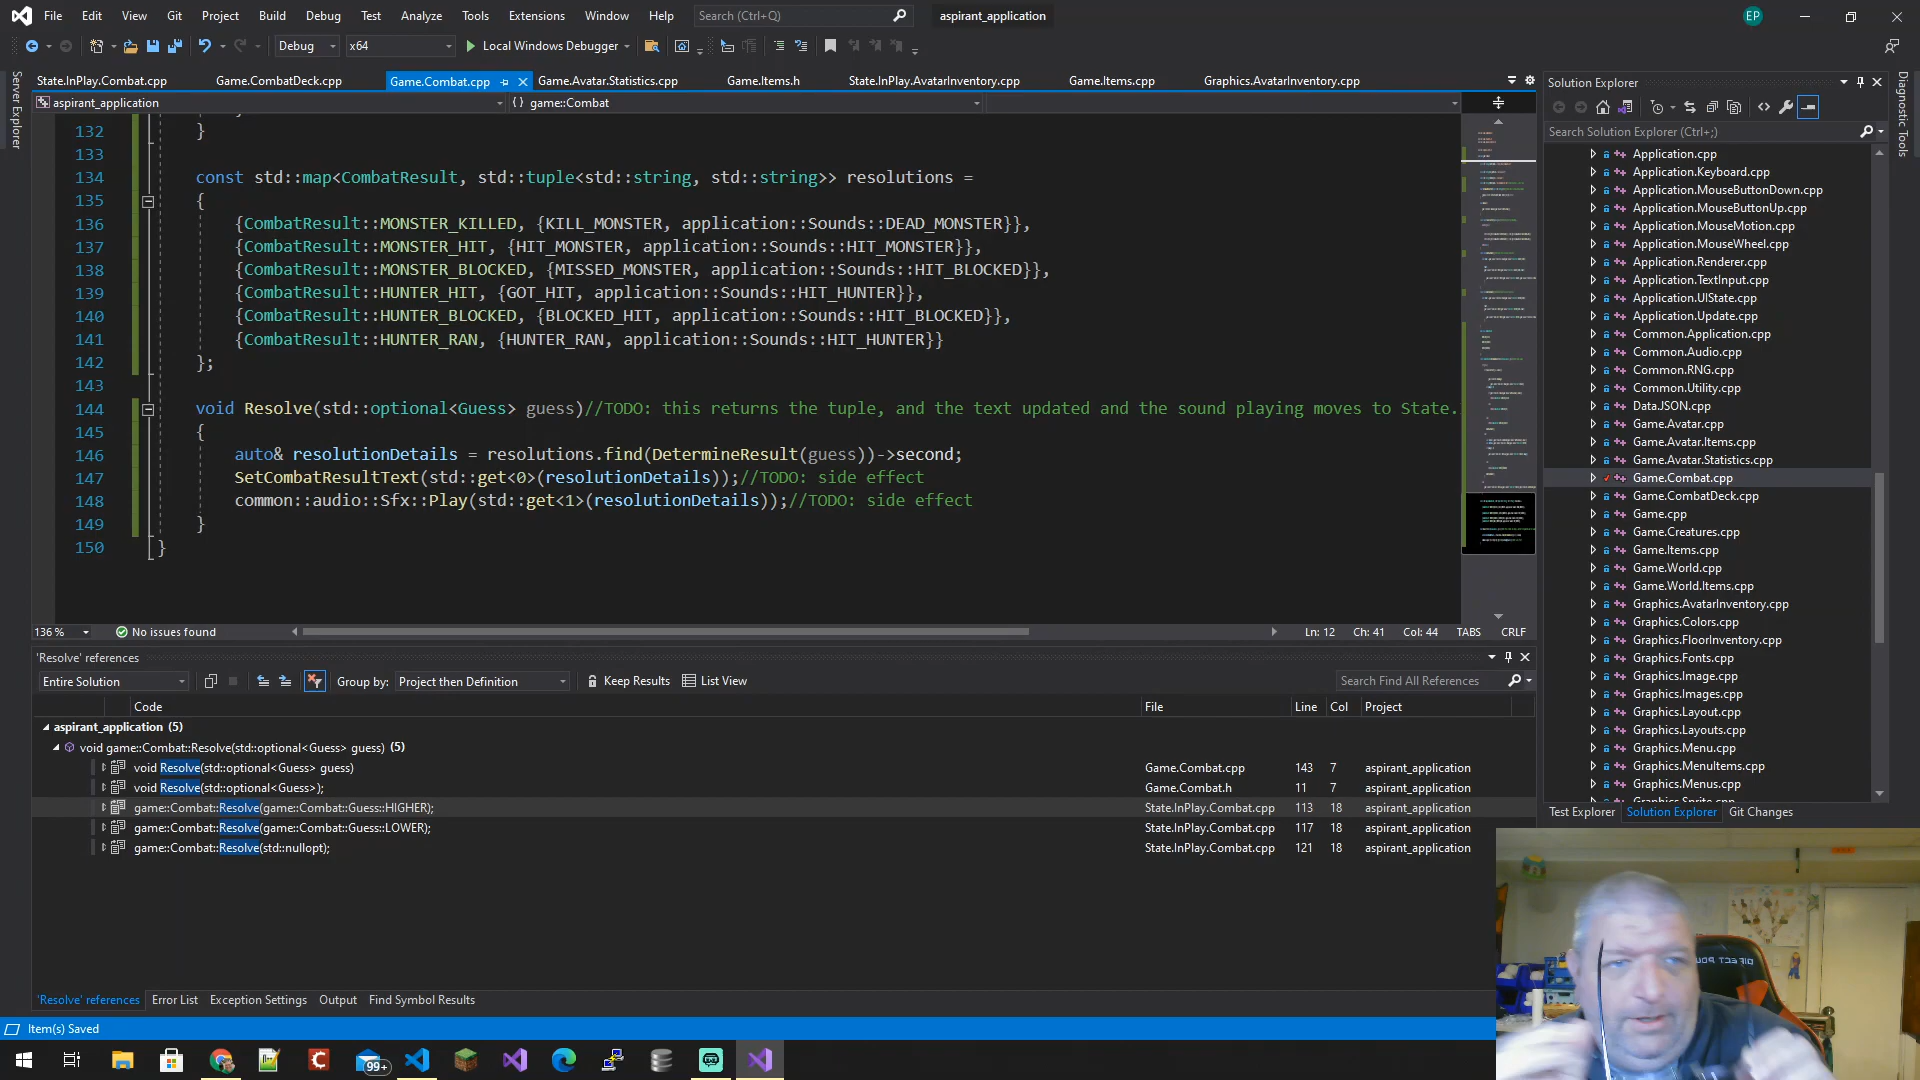 File Edit View Git Project Build Debug Test Analyze Tools Extensions Window Help Search (Ctrl+Q) aspirant_application EP
Debug x64 Local Windows Debugger
State.InPlay.Combat.cpp Game.CombatDeck.cpp Game.Combat.cpp Game.Avatar.Statistics.cpp Game.Items.h State.InPlay.AvatarInventory.cpp Game.Items.cpp Graphics.AvatarInventory.cpp
aspirant_application { } game::Combat
Server Explorer
132 }
133
134 const std::map<CombatResult, std::tuple<std::string, std::string>> resolutions =
135 {
136 {CombatResult::MONSTER_KILLED, {KILL_MONSTER, application::Sounds::DEAD_MONSTER}},
137 {CombatResult::MONSTER_HIT, {HIT_MONSTER, application::Sounds::HIT_MONSTER}},
138 {CombatResult::MONSTER_BLOCKED, {MISSED_MONSTER, application::Sounds::HIT_BLOCKED}},
139 {CombatResult::HUNTER_HIT, {GOT_HIT, application::Sounds::HIT_HUNTER}},
140 {CombatResult::HUNTER_BLOCKED, {BLOCKED_HIT, application::Sounds::HIT_BLOCKED}},
141 {CombatResult::HUNTER_RAN, {HUNTER_RAN, application::Sounds::HIT_HUNTER}}
142 };
143
144 void Resolve(std::optional<Guess> guess)//TODO: this returns the tuple, and the text updated and the sound playing moves to State.
145 {
146 auto& resolutionDetails = resolutions.find(DetermineResult(guess))->second;
147 SetCombatResultText(std::get<0>(resolutionDetails));//TODO: side effect
148 common::audio::Sfx::Play(std::get<1>(resolutionDetails));//TODO: side effect
149 }
150 }
136 % No issues found Ln: 12 Ch: 41 Col: 44 TABS CRLF
'Resolve' references
Entire Solution Group by: Project then Definition Keep Results List View Search Find All References
Code File Line Col Project
aspirant_application (5)
void game::Combat::Resolve(std::optional<Guess> guess) (5)
void Resolve(std::optional<Guess> guess) Game.Combat.cpp 143 7 aspirant_application
void Resolve(std::optional<Guess>); Game.Combat.h 11 7 aspirant_application
game::Combat::Resolve(game::Combat::Guess::HIGHER); State.InPlay.Combat.cpp 113 18 aspirant_application
game::Combat::Resolve(game::Combat::Guess::LOWER); State.InPlay.Combat.cpp 117 18 aspirant_application
game::Combat::Resolve(std::nullopt); State.InPlay.Combat.cpp 121 18 aspirant_application
'Resolve' references Error List Exception Settings Output Find Symbol Results
Item(s) Saved
99+
Solution Explorer
Search Solution Explorer (Ctrl+;)
Application.cpp
Application.Keyboard.cpp
Application.MouseButtonDown.cpp
Application.MouseButtonUp.cpp
Application.MouseMotion.cpp
Application.MouseWheel.cpp
Application.Renderer.cpp
Application.TextInput.cpp
Application.UIState.cpp
Application.Update.cpp
Common.Application.cpp
Common.Audio.cpp
Common.RNG.cpp
Common.Utility.cpp
Data.JSON.cpp
Game.Avatar.cpp
Game.Avatar.Items.cpp
Game.Avatar.Statistics.cpp
Game.Combat.cpp
Game.CombatDeck.cpp
Game.cpp
Game.Creatures.cpp
Game.Items.cpp
Game.World.cpp
Game.World.Items.cpp
Graphics.AvatarInventory.cpp
Graphics.Colors.cpp
Graphics.FloorInventory.cpp
Graphics.Fonts.cpp
Graphics.Image.cpp
Graphics.Images.cpp
Graphics.Layout.cpp
Graphics.Layouts.cpp
Graphics.Menu.cpp
Graphics.MenuItems.cpp
Graphics.Menus.cpp
Graphics.Sprite.cpp
Test Explorer Solution Explorer Git Changes
Diagnostic Tools